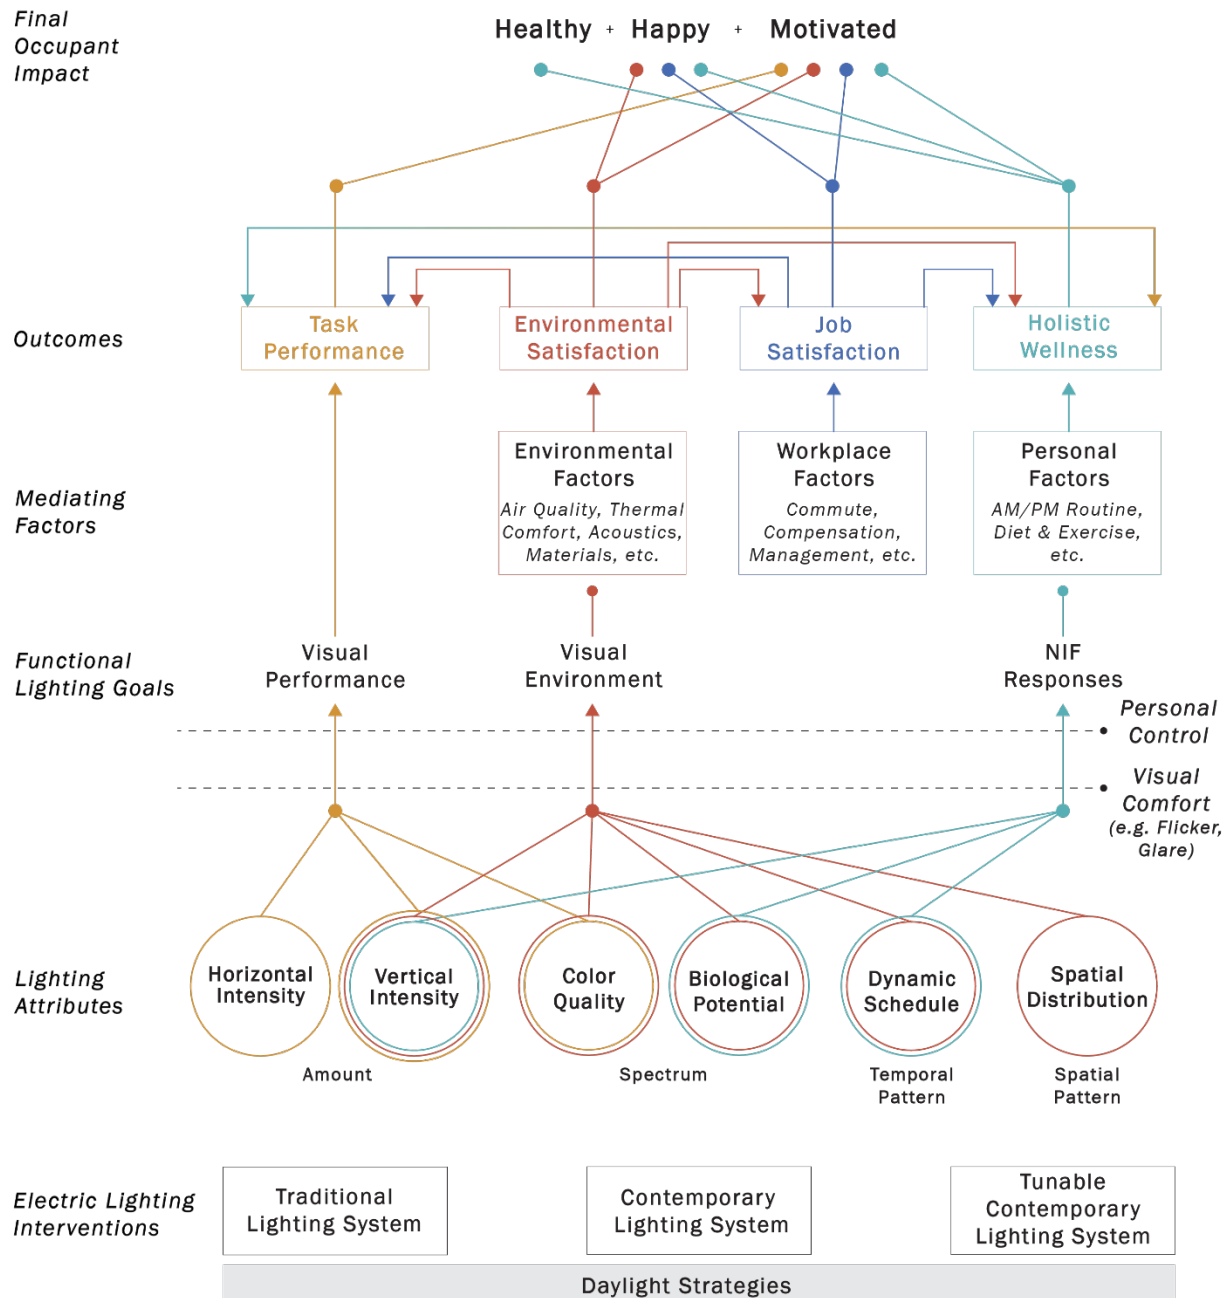 Final
Occupant
Impact
Healthy + Happy + Motivated
Outcomes
Task
Performance
Environmental
Satisfaction
Job
Satisfaction
Holistic
Wellness
Mediating
Factors
Environmental
Factors
Air Quality, Thermal
Comfort, Acoustics,
Materials, etc.
Workplace
Factors
Commute,
Compensation,
Management, etc.
Personal
Factors
AM/PM Routine,
Diet & Exercise,
etc.
Functional
Lighting Goals
Visual
Performance
Visual
Environment
NIF
Responses
Personal
Control
Visual
Comfort
(e.g. Flicker,
Glare)
Lighting
Attributes
Horizontal
Intensity
Vertical
Intensity
Color
Quality
Biological
Potential
Dynamic
Schedule
Spatial
Distribution
Amount
Spectrum
Temporal
Pattern
Spatial
Pattern
Electric Lighting
Interventions
Traditional
Lighting System
Contemporary
Lighting System
Tunable
Contemporary
Lighting System
Daylight Strategies